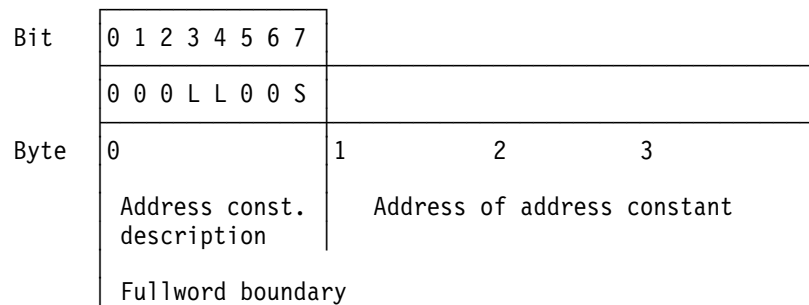 Bit 0 1 2 3 4 5 6 7
0 0 0 L L 0 0 S
Byte 0 1 2 3
Address const. Address of address constant
description
Fullword boundary